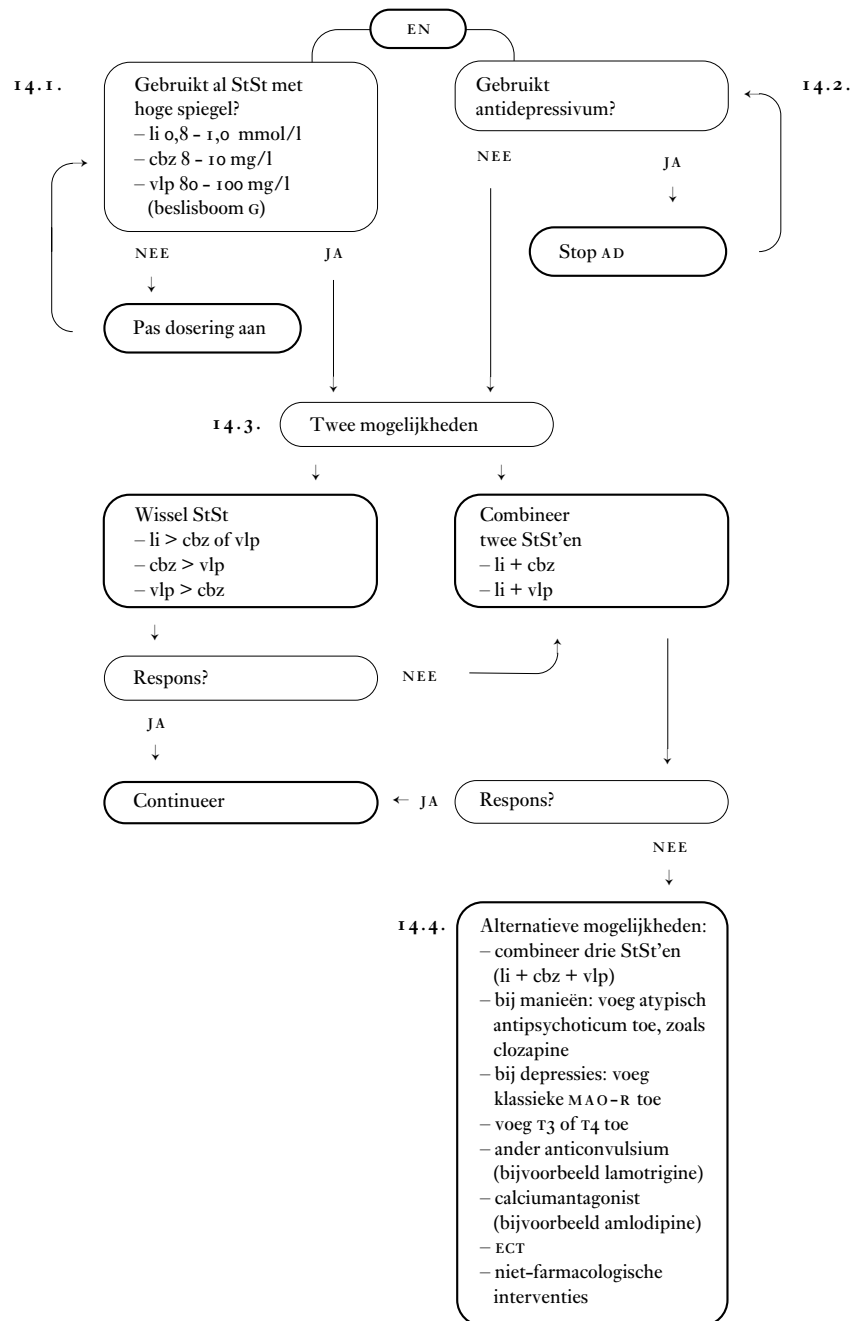 EN
14.1.
Gebruikt al StSt met
hoge spiegel?
– li 0,8 – 1,0 mmol/l
– cbz 8 – 10 mg/l
– vlp 80 – 100 mg/l
(beslisboom G)
Gebruikt
antidepressivum?
14.2.
NEE
JA
NEE
JA
Stop AD
Pas dosering aan
14.3.
Twee mogelijkheden
Wissel StSt
– li > cbz of vlp
– cbz > vlp
– vlp > cbz
Combineer
twee StSt'en
– li + cbz
– li + vlp
Respons?
NEE
JA
Continueer
JA
Respons?
NEE
14.4.
Alternatieve mogelijkheden:
– combineer drie StSt'en
(li + cbz + vlp)
– bij manieën: voeg atypisch
antipsychoticum toe, zoals
clozapine
– bij depressies: voeg
klassieke MAO-R toe
– voeg T3 of T4 toe
– ander anticonvulsium
(bijvoorbeeld lamotrigine)
– calciumantagonist
(bijvoorbeeld amlodipine)
– ECT
– niet-farmacologische
interventies